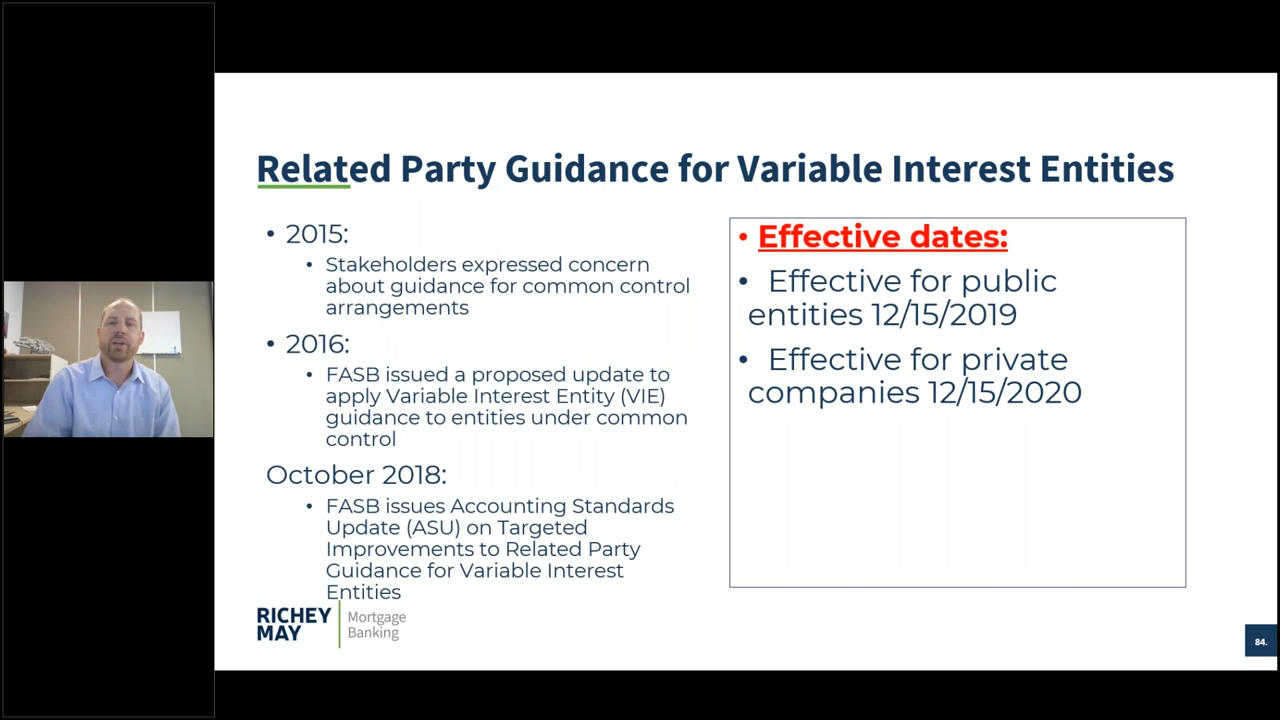 Related Party Guidance for Variable Interest Entities
• 2015:
• Stakeholders expressed concern
about guidance for common control
arrangements
• 2016:
• FASB issued a proposed update to
apply Variable Interest Entity (VIE)
guidance to entities under common
control
October 2018:
• FASB issues Accounting Standards
Update (ASU) on Targeted
Improvements to Related Party
Guidance for Variable Interest
Entities
• Effective dates:
• Effective for public
entities 12/15/2019
• Effective for private
companies 12/15/2020
RICHEY
MAY
Mortgage
Banking
84.